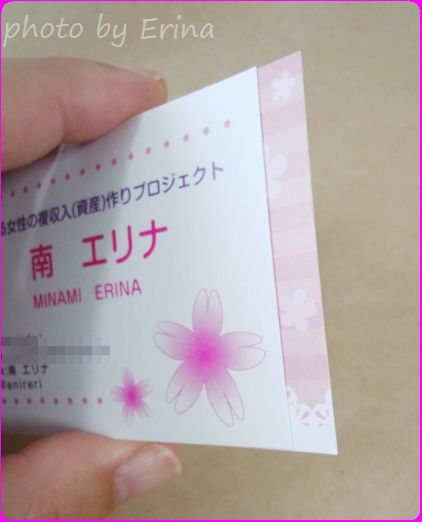 photo by Erina
る女性の複収入(資産)作りプロジェクト
南 エリナ
MINAMI ERINA
:南 エリナ
@enireri